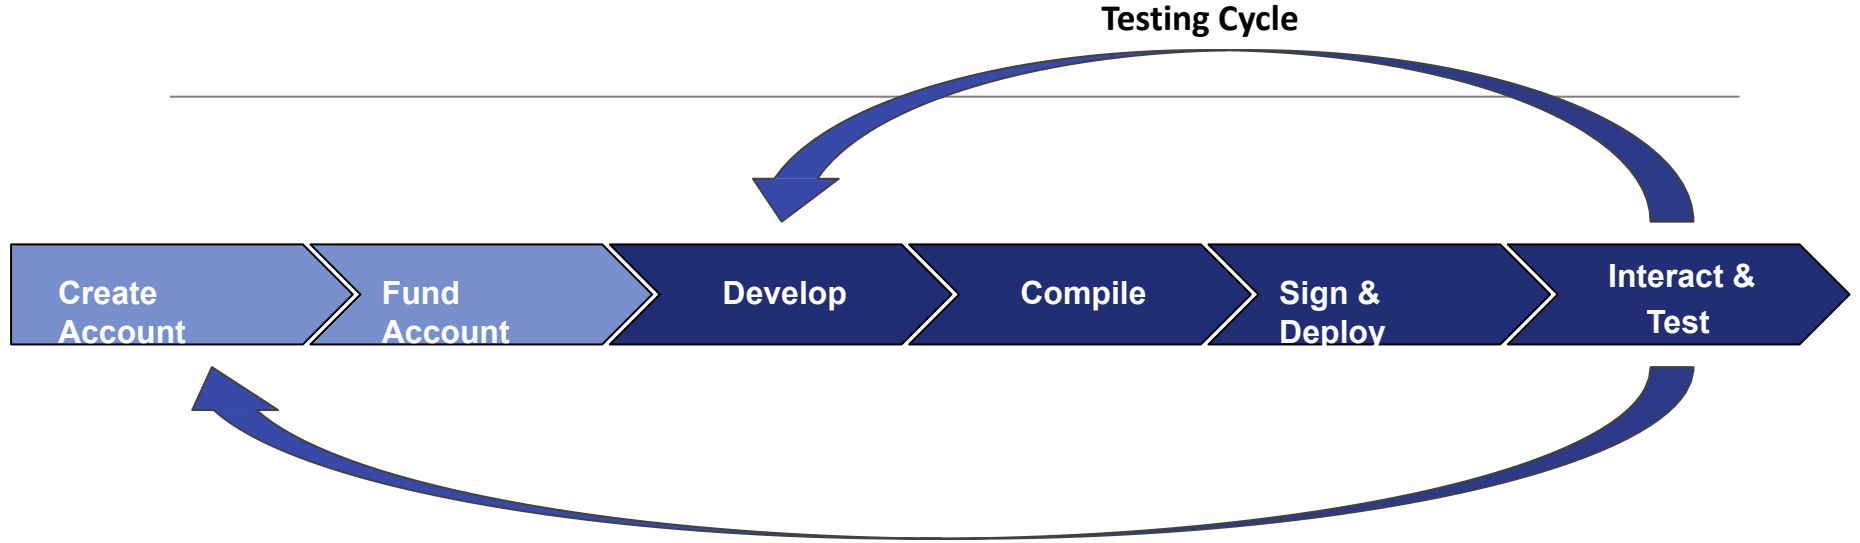 Testing Cycle
Create
Account
Fund
Account
Develop
Compile
Sign &
Deploy
Interact &
Test